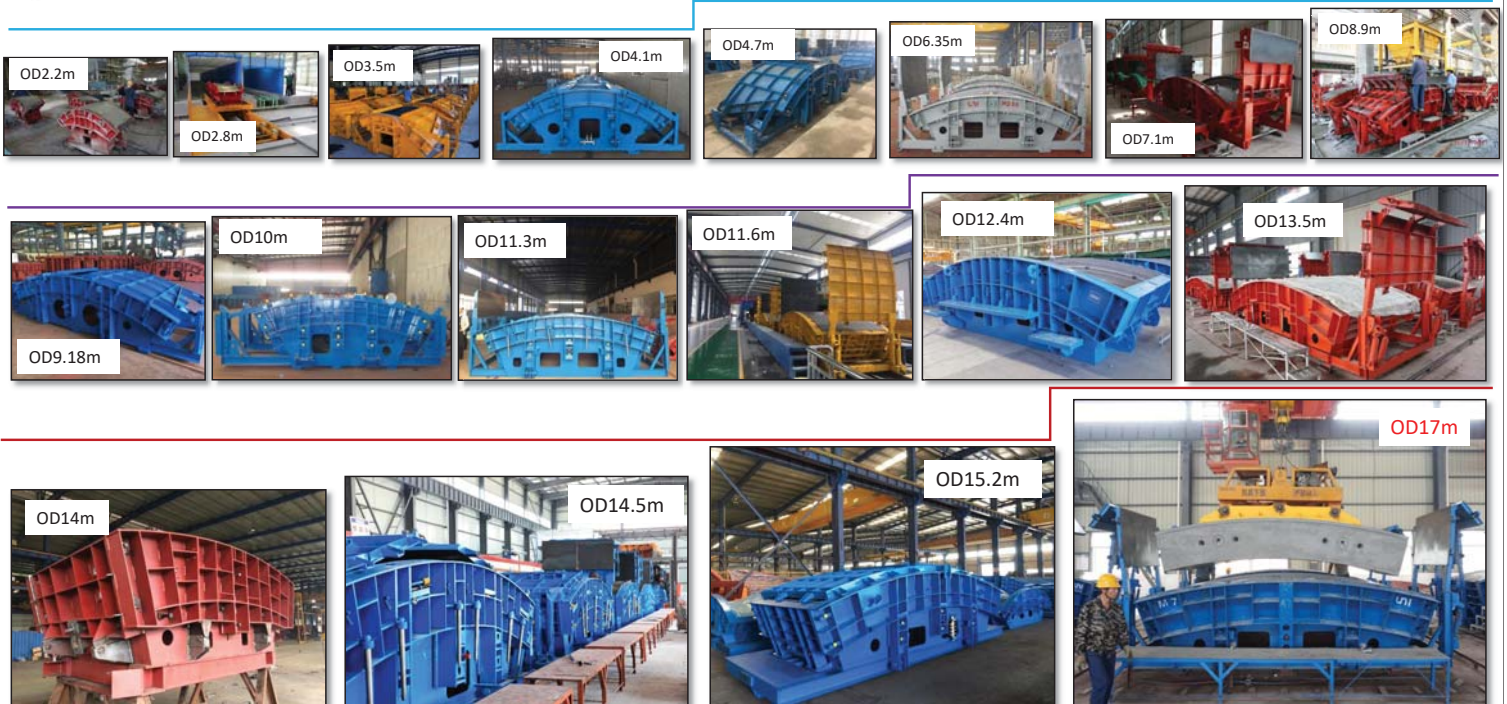 OD2.2m
OD2.8m
OD3.5m
OD4.1m
OD4.7m
OD6.35m
OD7.1m
OD8.9m
OD9.18m
OD10m
OD11.3m
OD11.6m
OD12.4m
OD13.5m
OD14m
OD14.5m
OD15.2m
OD17m
M7